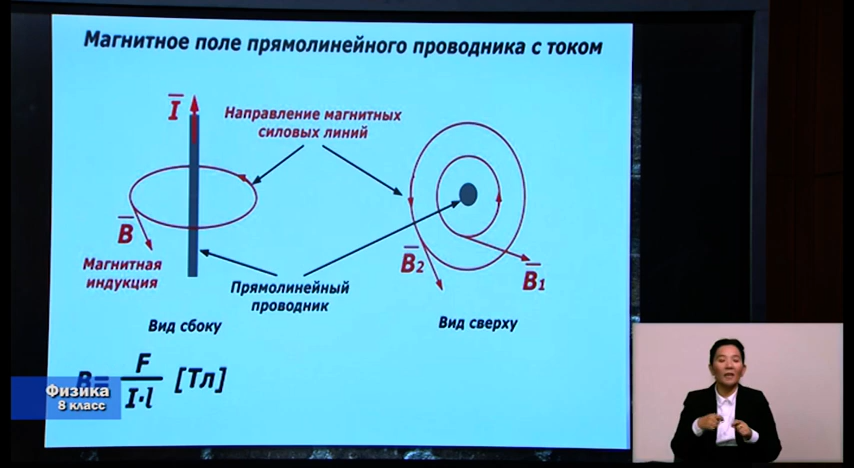 Магнитное поле прямолинейного проводника с током
I
Направление магнитных
силовых линий
B
Магнитная
индукция
Прямолинейный
проводник
B₂
B₁
Вид сбоку
Вид сверху
B= F/I·l [Тл]
Физика
8 класс